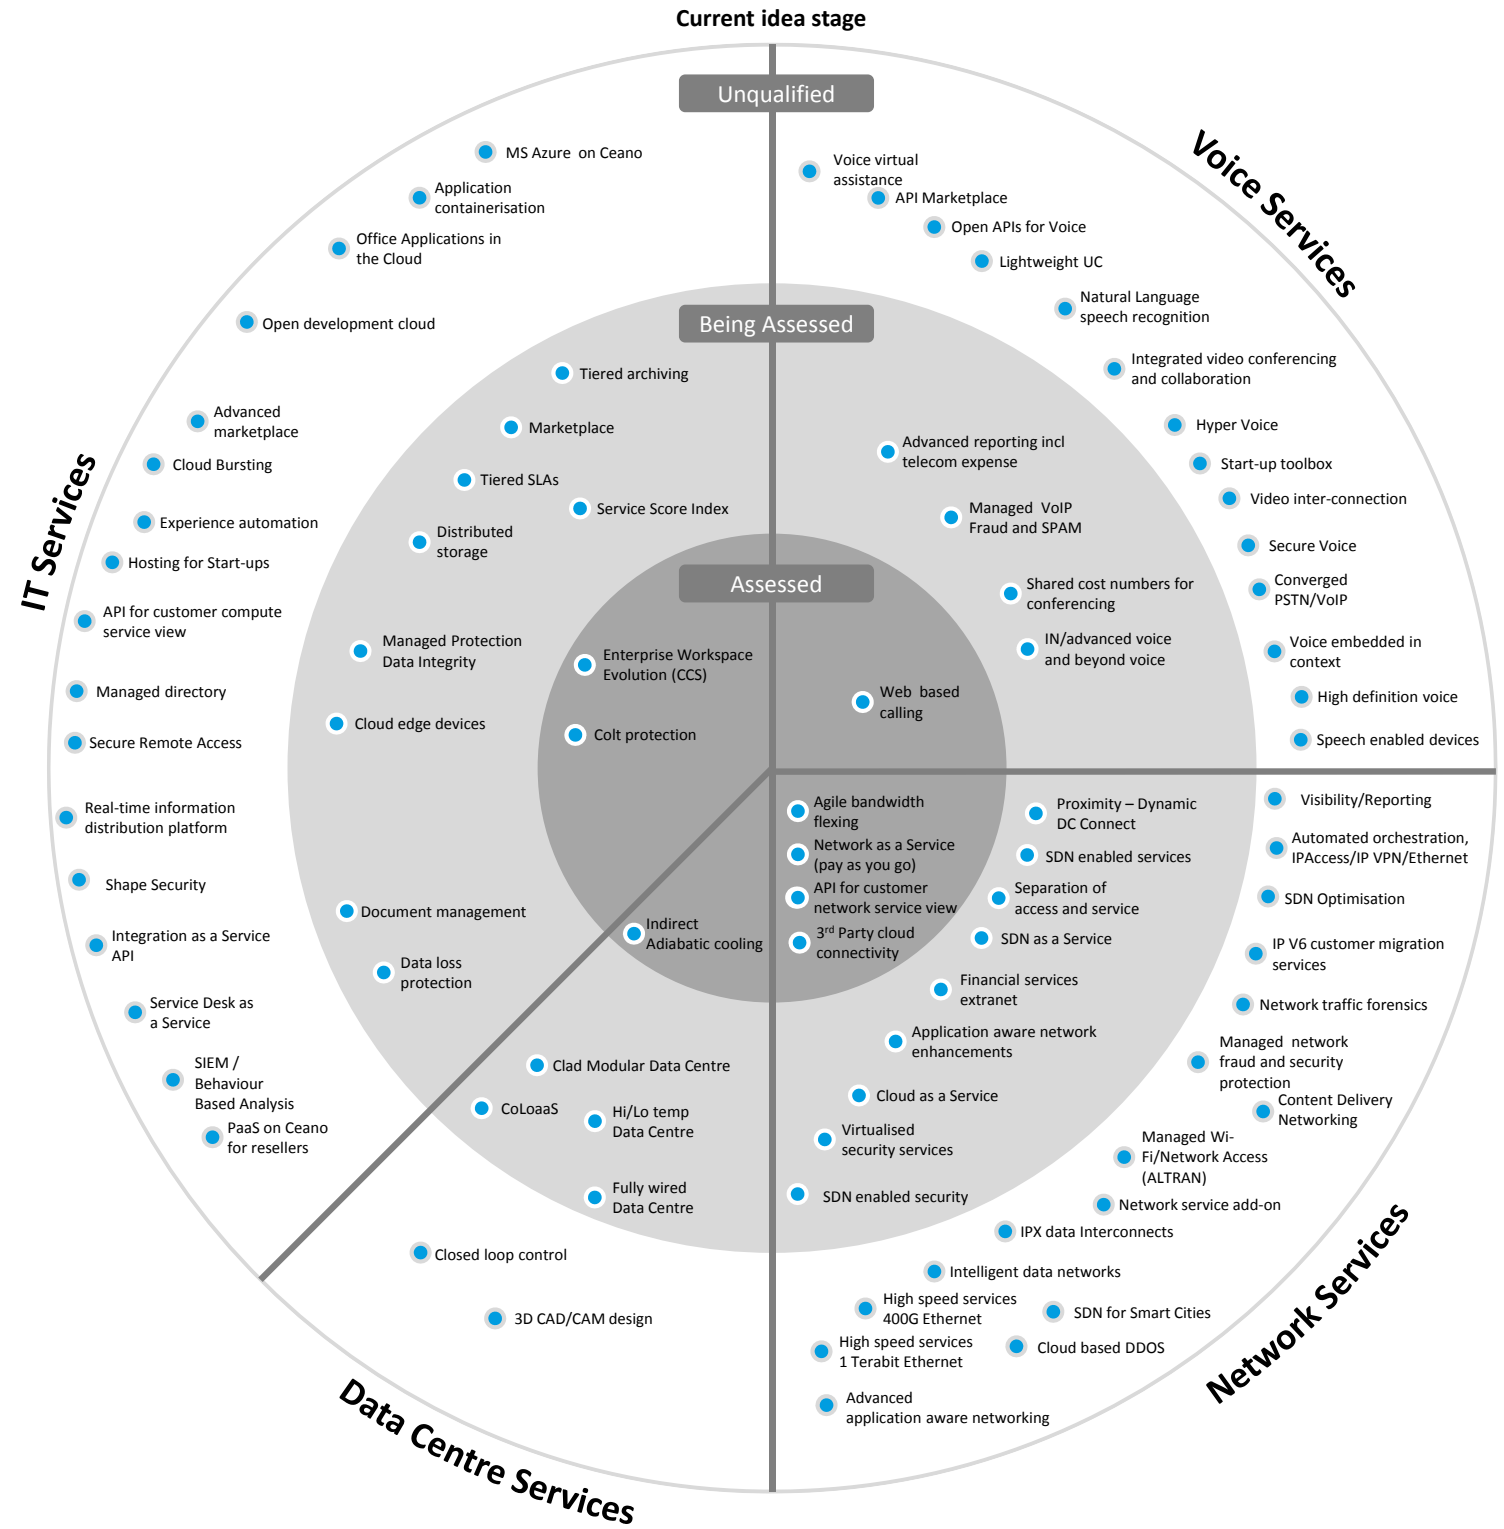 Current idea stage
Unqualified
Being Assessed
Assessed
IT Services
MS Azure on Ceano
Application
containerisation
Office Applications in
the Cloud
Open development cloud
Advanced
marketplace
Cloud Bursting
Experience automation
Hosting for Start-ups
API for customer compute
service view
Managed directory
Secure Remote Access
Real-time information
distribution platform
Shape Security
Integration as a Service
API
Service Desk as
a Service
SIEM /
Behaviour
Based Analysis
PaaS on Ceano
for resellers
Tiered archiving
Marketplace
Tiered SLAs
Service Score Index
Distributed
storage
Managed Protection
Data Integrity
Cloud edge devices
Document management
Data loss
protection
Enterprise Workspace
Evolution (CCS)
Colt protection
Voice Services
Voice virtual
assistance
API Marketplace
Open APIs for Voice
Lightweight UC
Natural Language
speech recognition
Integrated video conferencing
and collaboration
Hyper Voice
Start-up toolbox
Video inter-connection
Secure Voice
Converged
PSTN/VoIP
Voice embedded in
context
High definition voice
Speech enabled devices
Advanced reporting incl
telecom expense
Managed VoIP
Fraud and SPAM
Shared cost numbers for
conferencing
IN/advanced voice
and beyond voice
Web based
calling
Network Services
Agile bandwidth
flexing
Network as a Service
(pay as you go)
API for customer
network service view
3rd Party cloud
connectivity
Proximity – Dynamic
DC Connect
SDN enabled services
Separation of
access and service
SDN as a Service
Financial services
extranet
Application aware network
enhancements
Cloud as a Service
Virtualised
security services
SDN enabled security
Visibility/Reporting
Automated orchestration,
IPAccess/IP VPN/Ethernet
SDN Optimisation
IP V6 customer migration
services
Network traffic forensics
Managed network
fraud and security
protection
Content Delivery
Networking
Managed Wi-
Fi/Network Access
(ALTRAN)
Network service add-on
IPX data Interconnects
Intelligent data networks
High speed services
400G Ethernet
SDN for Smart Cities
High speed services
1 Terabit Ethernet
Cloud based DDOS
Advanced
application aware networking
Data Centre Services
Indirect
Adiabatic cooling
Clad Modular Data Centre
CoLoaaS
Hi/Lo temp
Data Centre
Fully wired
Data Centre
Closed loop control
3D CAD/CAM design